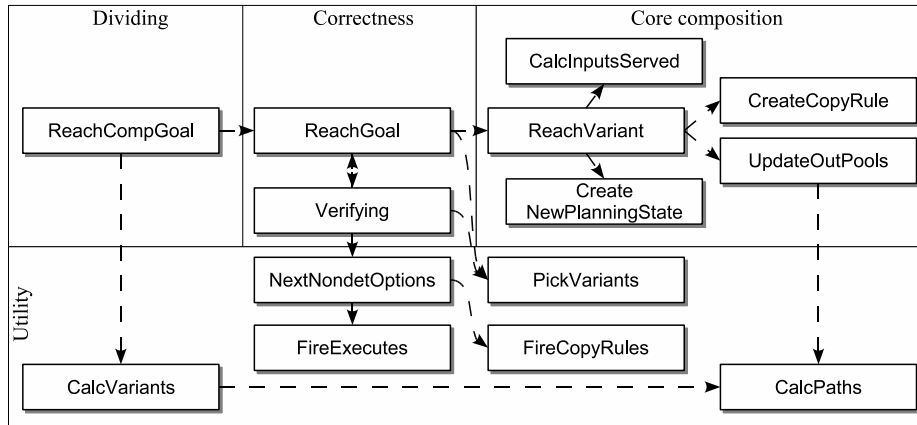 Dividing
Correctness
Core composition
CalcInputsServed
CreateCopyRule
ReachCompGoal
ReachGoal
ReachVariant
UpdateOutPools
Verifying
Create
NewPlanningState
Utility
NextNondetOptions
PickVariants
FireExecutes
FireCopyRules
CalcVariants
CalcPaths